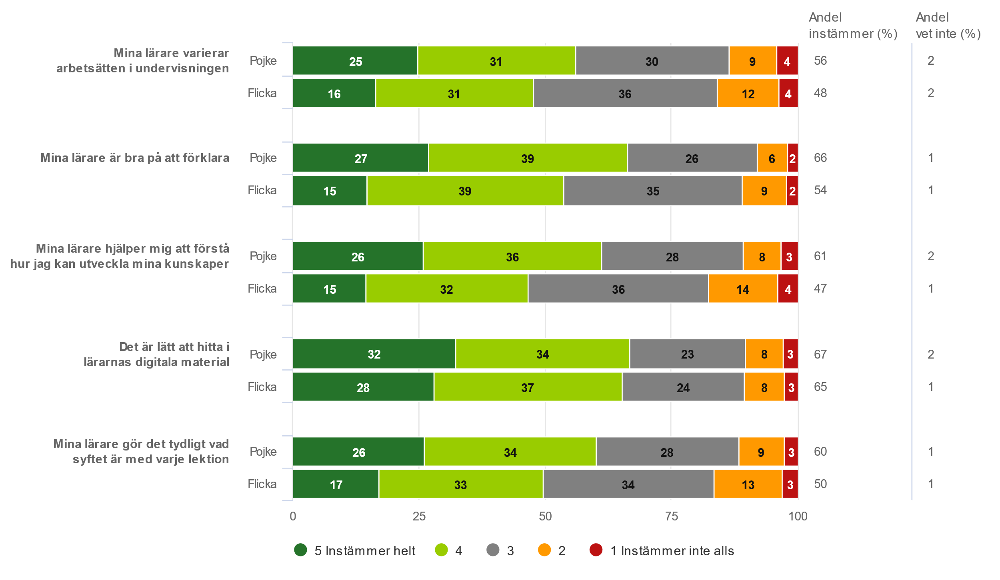 Andel
instämmer (%)
Andel
vet inte (%)
Mina lärare varierar
arbetsätten i undervisningen
Pojke 25 31 30 9 4 56 2
Flicka 16 31 36 12 4 48 2
Mina lärare är bra på att förklara
Pojke 27 39 26 6 2 66 1
Flicka 15 39 35 9 2 54 1
Mina lärare hjälper mig att förstå
hur jag kan utveckla mina kunskaper
Pojke 26 36 28 8 3 61 2
Flicka 15 32 36 14 4 47 1
Det är lätt att hitta i
lärarnas digitala material
Pojke 32 34 23 8 3 67 2
Flicka 28 37 24 8 3 65 1
Mina lärare gör det tydligt vad
syftet är med varje lektion
Pojke 26 34 28 9 3 60 1
Flicka 17 33 34 13 3 50 1
0 25 50 75 100
5 Instämmer helt 4 3 2 1 Instämmer inte alls